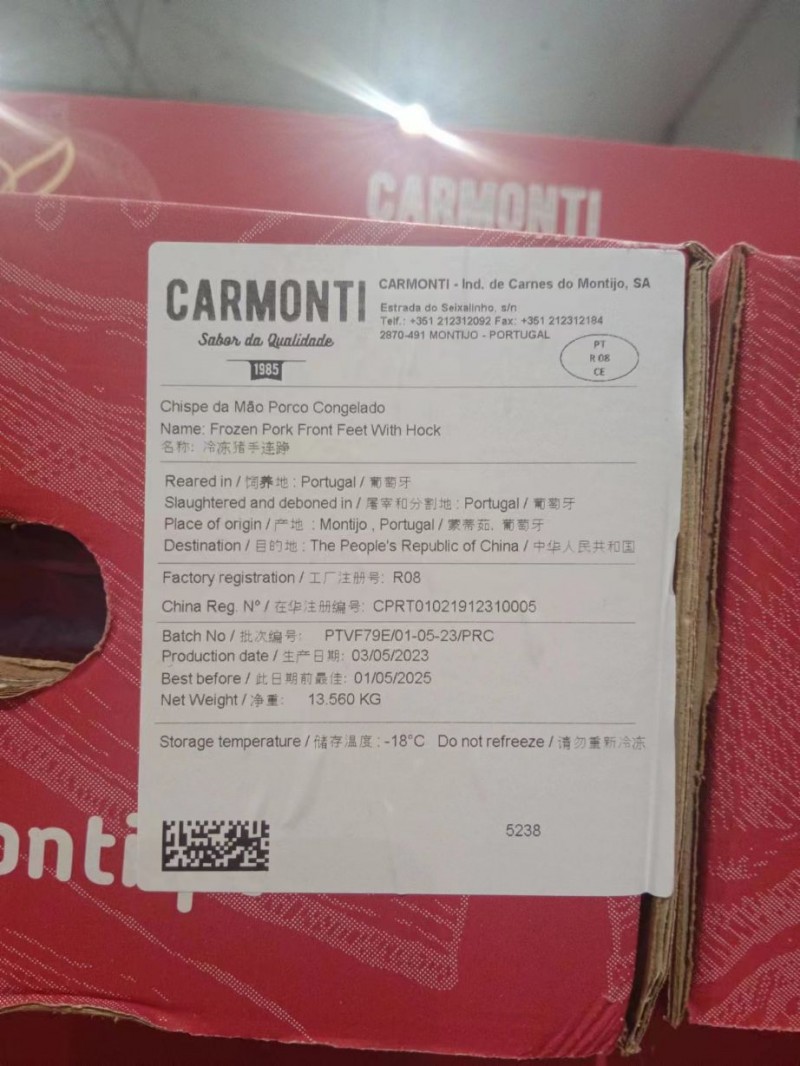 CARMONTI
CARMONTI
Sabor da Qualidade
1985
CARMONTI - Ind. de Carnes do Montijo, SA
Estrada do Seixalinho, s/n
Telf.: +351 212312092 Fax: +351 212312184
2870-491 MONTIJO - PORTUGAL
PT
R 08
CE
Chispe da Mão Porco Congelado
Name: Frozen Pork Front Feet With Hock
名称: 冷冻猪手连踭
Reared in / 饲养地 : Portugal / 葡萄牙
Slaughtered and deboned in / 屠宰和分割地 : Portugal / 葡萄牙
Place of origin / 产地 : Montijo , Portugal / 蒙蒂茹, 葡萄牙
Destination / 目的地 : The People's Republic of China / 中华人民共和国
Factory registration / 工厂注册号: R08
China Reg. Nº / 在华注册编号: CPRT01021912310005
Batch No / 批次编号: PTVF79E/01-05-23/PRC
Production date / 生产日期: 03/05/2023
Best before / 此日期前最佳: 01/05/2025
Net Weight / 净重: 13.560 KG
Storage temperature / 储存温度 : -18°C Do not refreeze / 请勿重新冷冻
5238